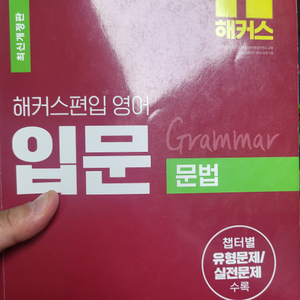 최신개정판
해커스
해커스편입 영어
입문
Grammar
문법
챕터별
유형문제/
실전문제
수록